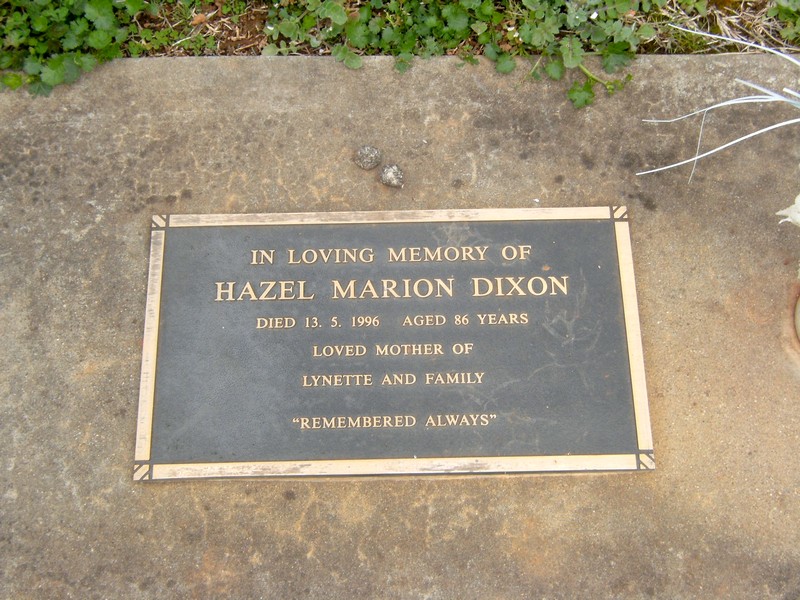 IN LOVING MEMORY OF
HAZEL MARION DIXON
DIED 13. 5. 1996 AGED 86 YEARS
LOVED MOTHER OF
LYNETTE AND FAMILY
“REMEMBERED ALWAYS”